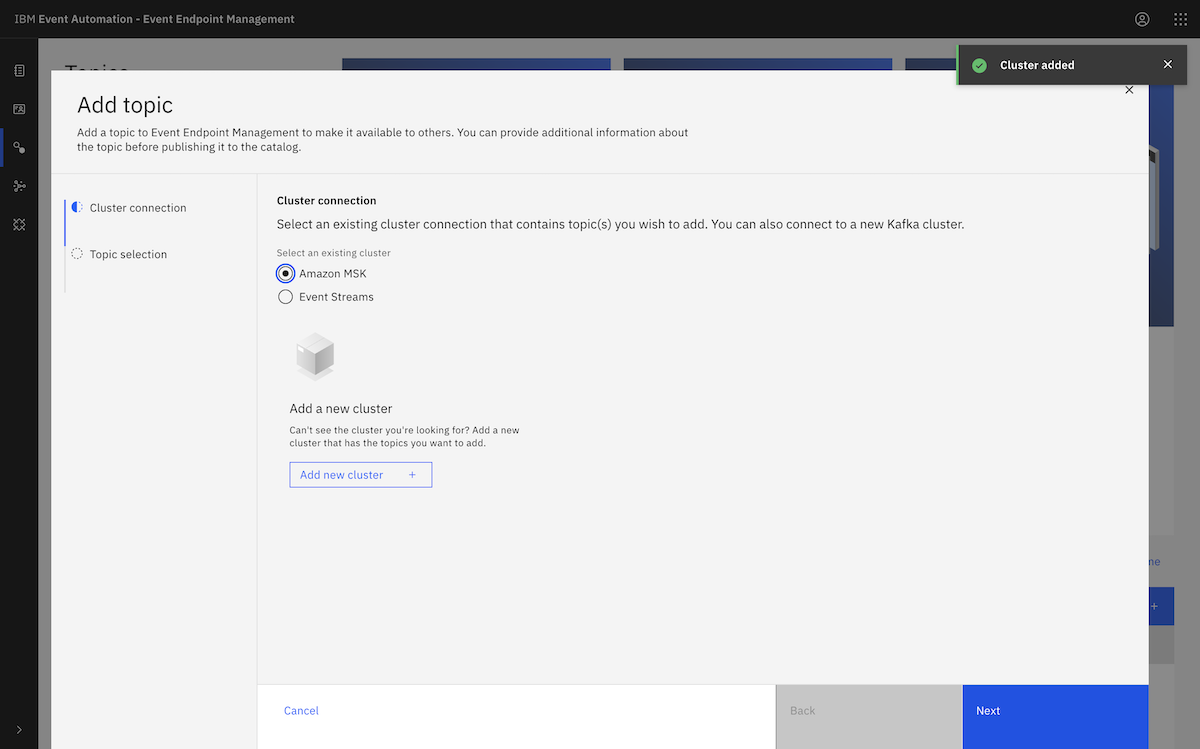 IBM Event Automation - Event Endpoint Management
Topics
Cluster added
Add topic
Add a topic to Event Endpoint Management to make it available to others. You can provide additional information about
the topic before publishing it to the catalog.
Cluster connection
Topic selection
Cluster connection
Select an existing cluster connection that contains topic(s) you wish to add. You can also connect to a new Kafka cluster.
Select an existing cluster
Amazon MSK
Event Streams
Add a new cluster
Can't see the cluster you're looking for? Add a new
cluster that has the topics you want to add.
Add new cluster +
Cancel
Back
Next